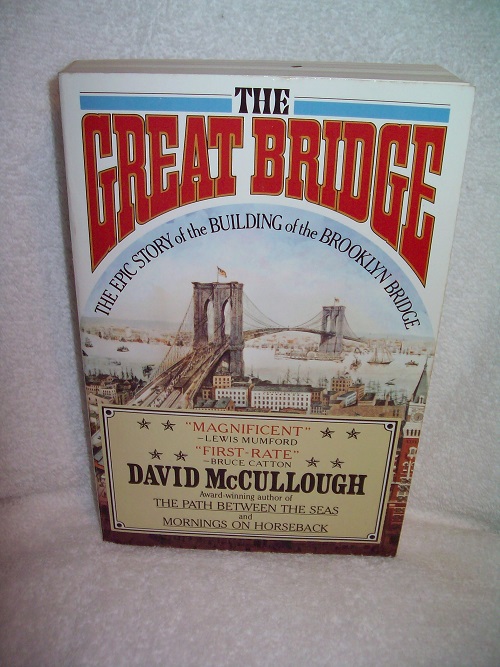 THE
GREAT BRIDGE
THE EPIC STORY of the BUILDING of the BROOKLYN BRIDGE
"MAGNIFICENT"
–LEWIS MUMFORD
"FIRST-RATE"
–BRUCE CATTON
DAVID McCULLOUGH
Award-winning author of
THE PATH BETWEEN THE SEAS
and
MORNINGS ON HORSEBACK